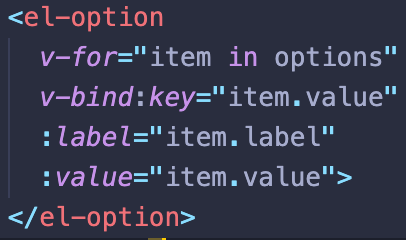 <el-option
v-for="item in options"
v-bind:key="item.value"
:label="item.label"
:value="item.value">
</el-option>